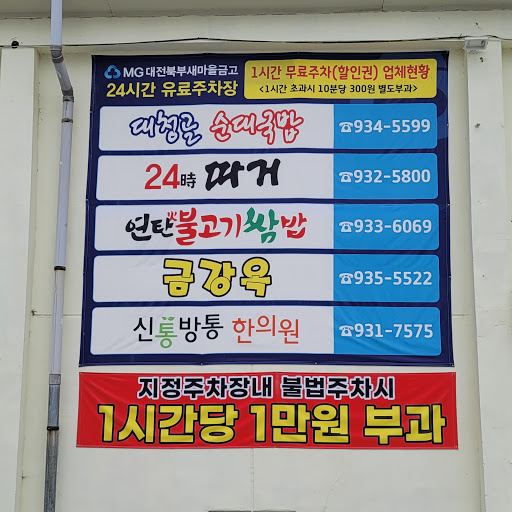 MG 대전북부새마을금고
24시간 유료주차장
1시간 무료주차(할인권) 업체현황
<1시간 초과시 10분당 300원 별도부과>
대청골 순대국밥 ☎934-5599
24時 따거 ☎932-5800
연탄불고기쌈밥 ☎933-6069
금강옥 ☎935-5522
신통방통 한의원 ☎931-7575
지정주차장내 불법주차시
1시간당 1만원 부과